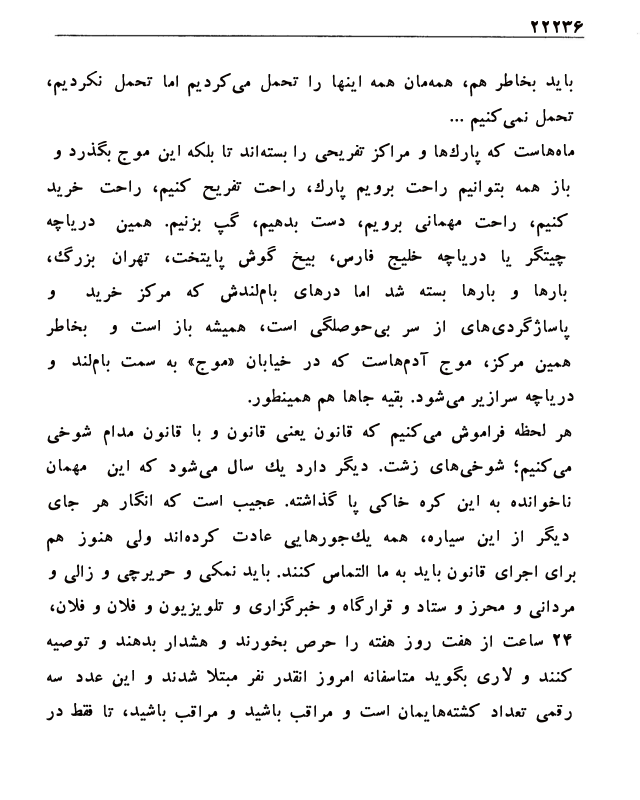 ۲۲۲۳۶
باید بخاطر هم، همه‌مان همه اینها را تحمل می‌کردیم اما تحمل نکردیم،
تحمل نمی‌کنیم ...
ماه‌هاست که پارك‌ها و مراکز تفریحی را بسته‌اند تا بلکه این موج بگذرد و
باز همه بتوانیم راحت برویم پارك، راحت تفریح کنیم، راحت خرید
کنیم، راحت مهمانی برویم، دست بدهیم، گپ بزنیم. همین دریاچه
چیتگر یا دریاچه خلیج فارس، بیخ گوش پایتخت، تهران بزرگ،
بارها و بارها بسته شد اما درهای بام‌لندش که مرکز خرید و
پاساژگردی‌های از سر بی‌حوصلگی است، همیشه باز است و بخاطر
همین مرکز، موج آدم‌هاست که در خیابان «موج» به سمت بام‌لند و
دریاچه سرازیر می‌شود. بقیه جاها هم همینطور.
هر لحظه فراموش می‌کنیم که قانون یعنی قانون و با قانون مدام شوخی
می‌کنیم؛ شوخی‌های زشت. دیگر دارد یك سال می‌شود که این مهمان
ناخوانده به این کره خاکی پا گذاشته. عجیب است که انگار هر جای
دیگر از این سیاره، همه یك‌جورهایی عادت کرده‌اند ولی هنوز هم
برای اجرای قانون باید به ما التماس کنند. باید نمکی و حریرچی و زالی و
مردانی و محرز و ستاد و قرارگاه و خبرگزاری و تلویزیون و فلان و فلان،
۲۴ ساعت از هفت روز هفته را حرص بخورند و هشدار بدهند و توصیه
کنند و لاری بگوید متاسفانه امروز انقدر نفر مبتلا شدند و این عدد سه
رقمی تعداد کشته‌هایمان است و مراقب باشید و مراقب باشید، تا فقط در